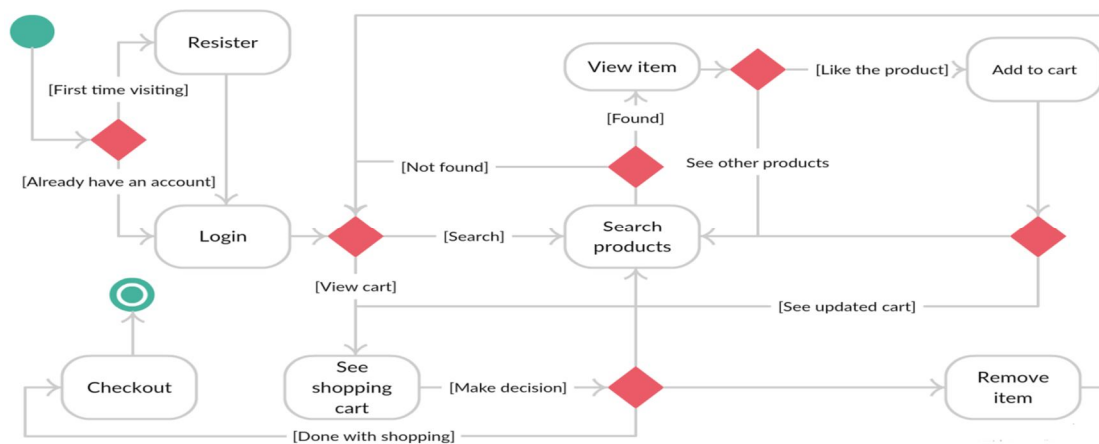 Resister
View item
[Like the product]
Add to cart
[First time visiting]
[Found]
[Not found]
See other products
[Already have an account]
Login
[Search]
Search
products
[View cart]
[See updated cart]
Checkout
See
shopping
cart
[Make decision]
Remove
item
[Done with shopping]